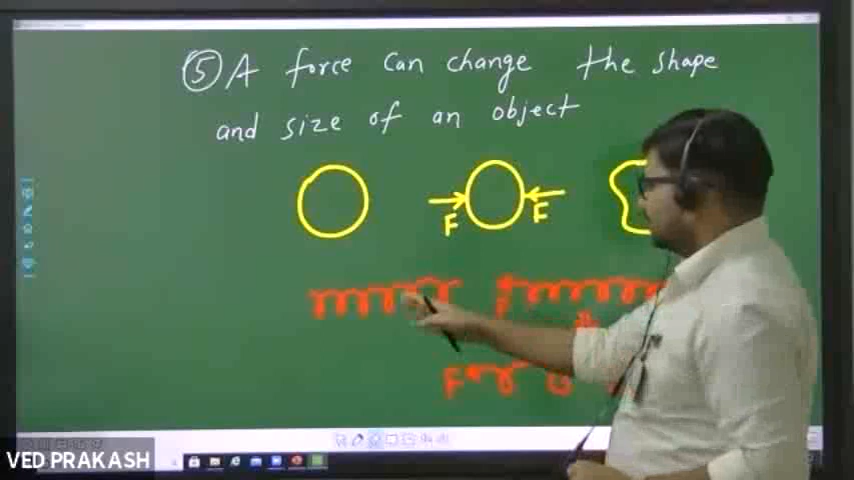 ⑤ A force can change the shape
and size of an object
F F
F
VED PRAKASH